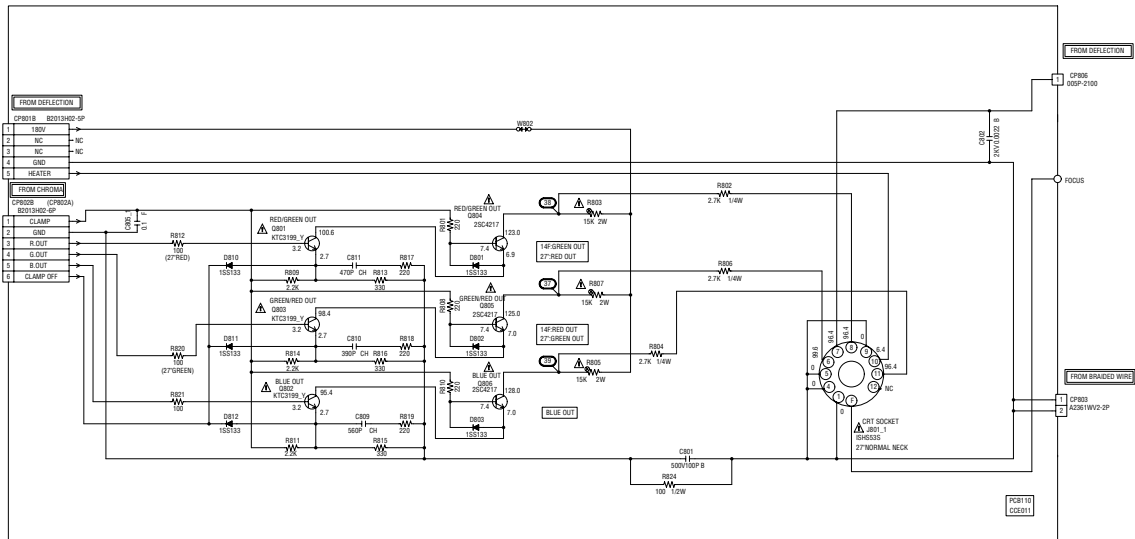 FROM DEFLECTION
CP806
005P-2100
1
FROM DEFLECTION
CP801B B2013H02-5P
1 180V
2 NC NC
3 NC NC
4 GND
5 HEATER
W802
C802
2KV 0.0022 B
FOCUS
FROM CHROMA
CP802B (CP802A)
B2013H02-6P
1 CLAMP
2 GND
3 R.OUT
4 G.OUT
5 B.OUT
6 CLAMP OFF
C805_1
0.1 F
R812
100
(27"RED)
R820
100
(27"GREEN)
R821
100
RED/GREEN OUT
Q801
KTC3199_Y
100.6
3.2
2.7
D810
1SS133
C811
470P CH
R817
220
R809
2.2K
R813
330
R801
220
RED/GREEN OUT
Q804
2SC4217
123.0
7.4
6.9
D801
1SS133
38
R803
15K 2W
R802
2.7K 1/4W
14F:GREEN OUT
27":RED OUT
GREEN/RED OUT
Q803
KTC3199_Y
98.4
3.2
2.7
D811
1SS133
C810
390P CH
R818
220
R814
2.2K
R816
330
R808
220
GREEN/RED OUT
Q805
2SC4217
125.0
7.4
7.0
D802
1SS133
37
R807
15K 2W
R806
2.7K 1/4W
14F:RED OUT
27":GREEN OUT
BLUE OUT
Q802
KTC3199_Y
95.4
3.2
2.7
D812
1SS133
C809
560P CH
R819
220
R811
2.2K
R815
330
R810
220
BLUE OUT
Q806
2SC4217
128.0
7.4
7.0
D803
1SS133
39
R805
15K 2W
R804
2.7K 1/4W
BLUE OUT
C801
500V100P B
R824
100 1/2W
99.6
96.4
96.4
0
6.4
96.4
NC
0
0
0
7
8
9
6
10
5
11
4
12
1
F
CRT SOCKET
J801_1
ISHS53S
27"NORMAL NECK
FROM BRAIDED WIRE
1
2
CP803
A2361WV2-2P
PCB110
CCE011